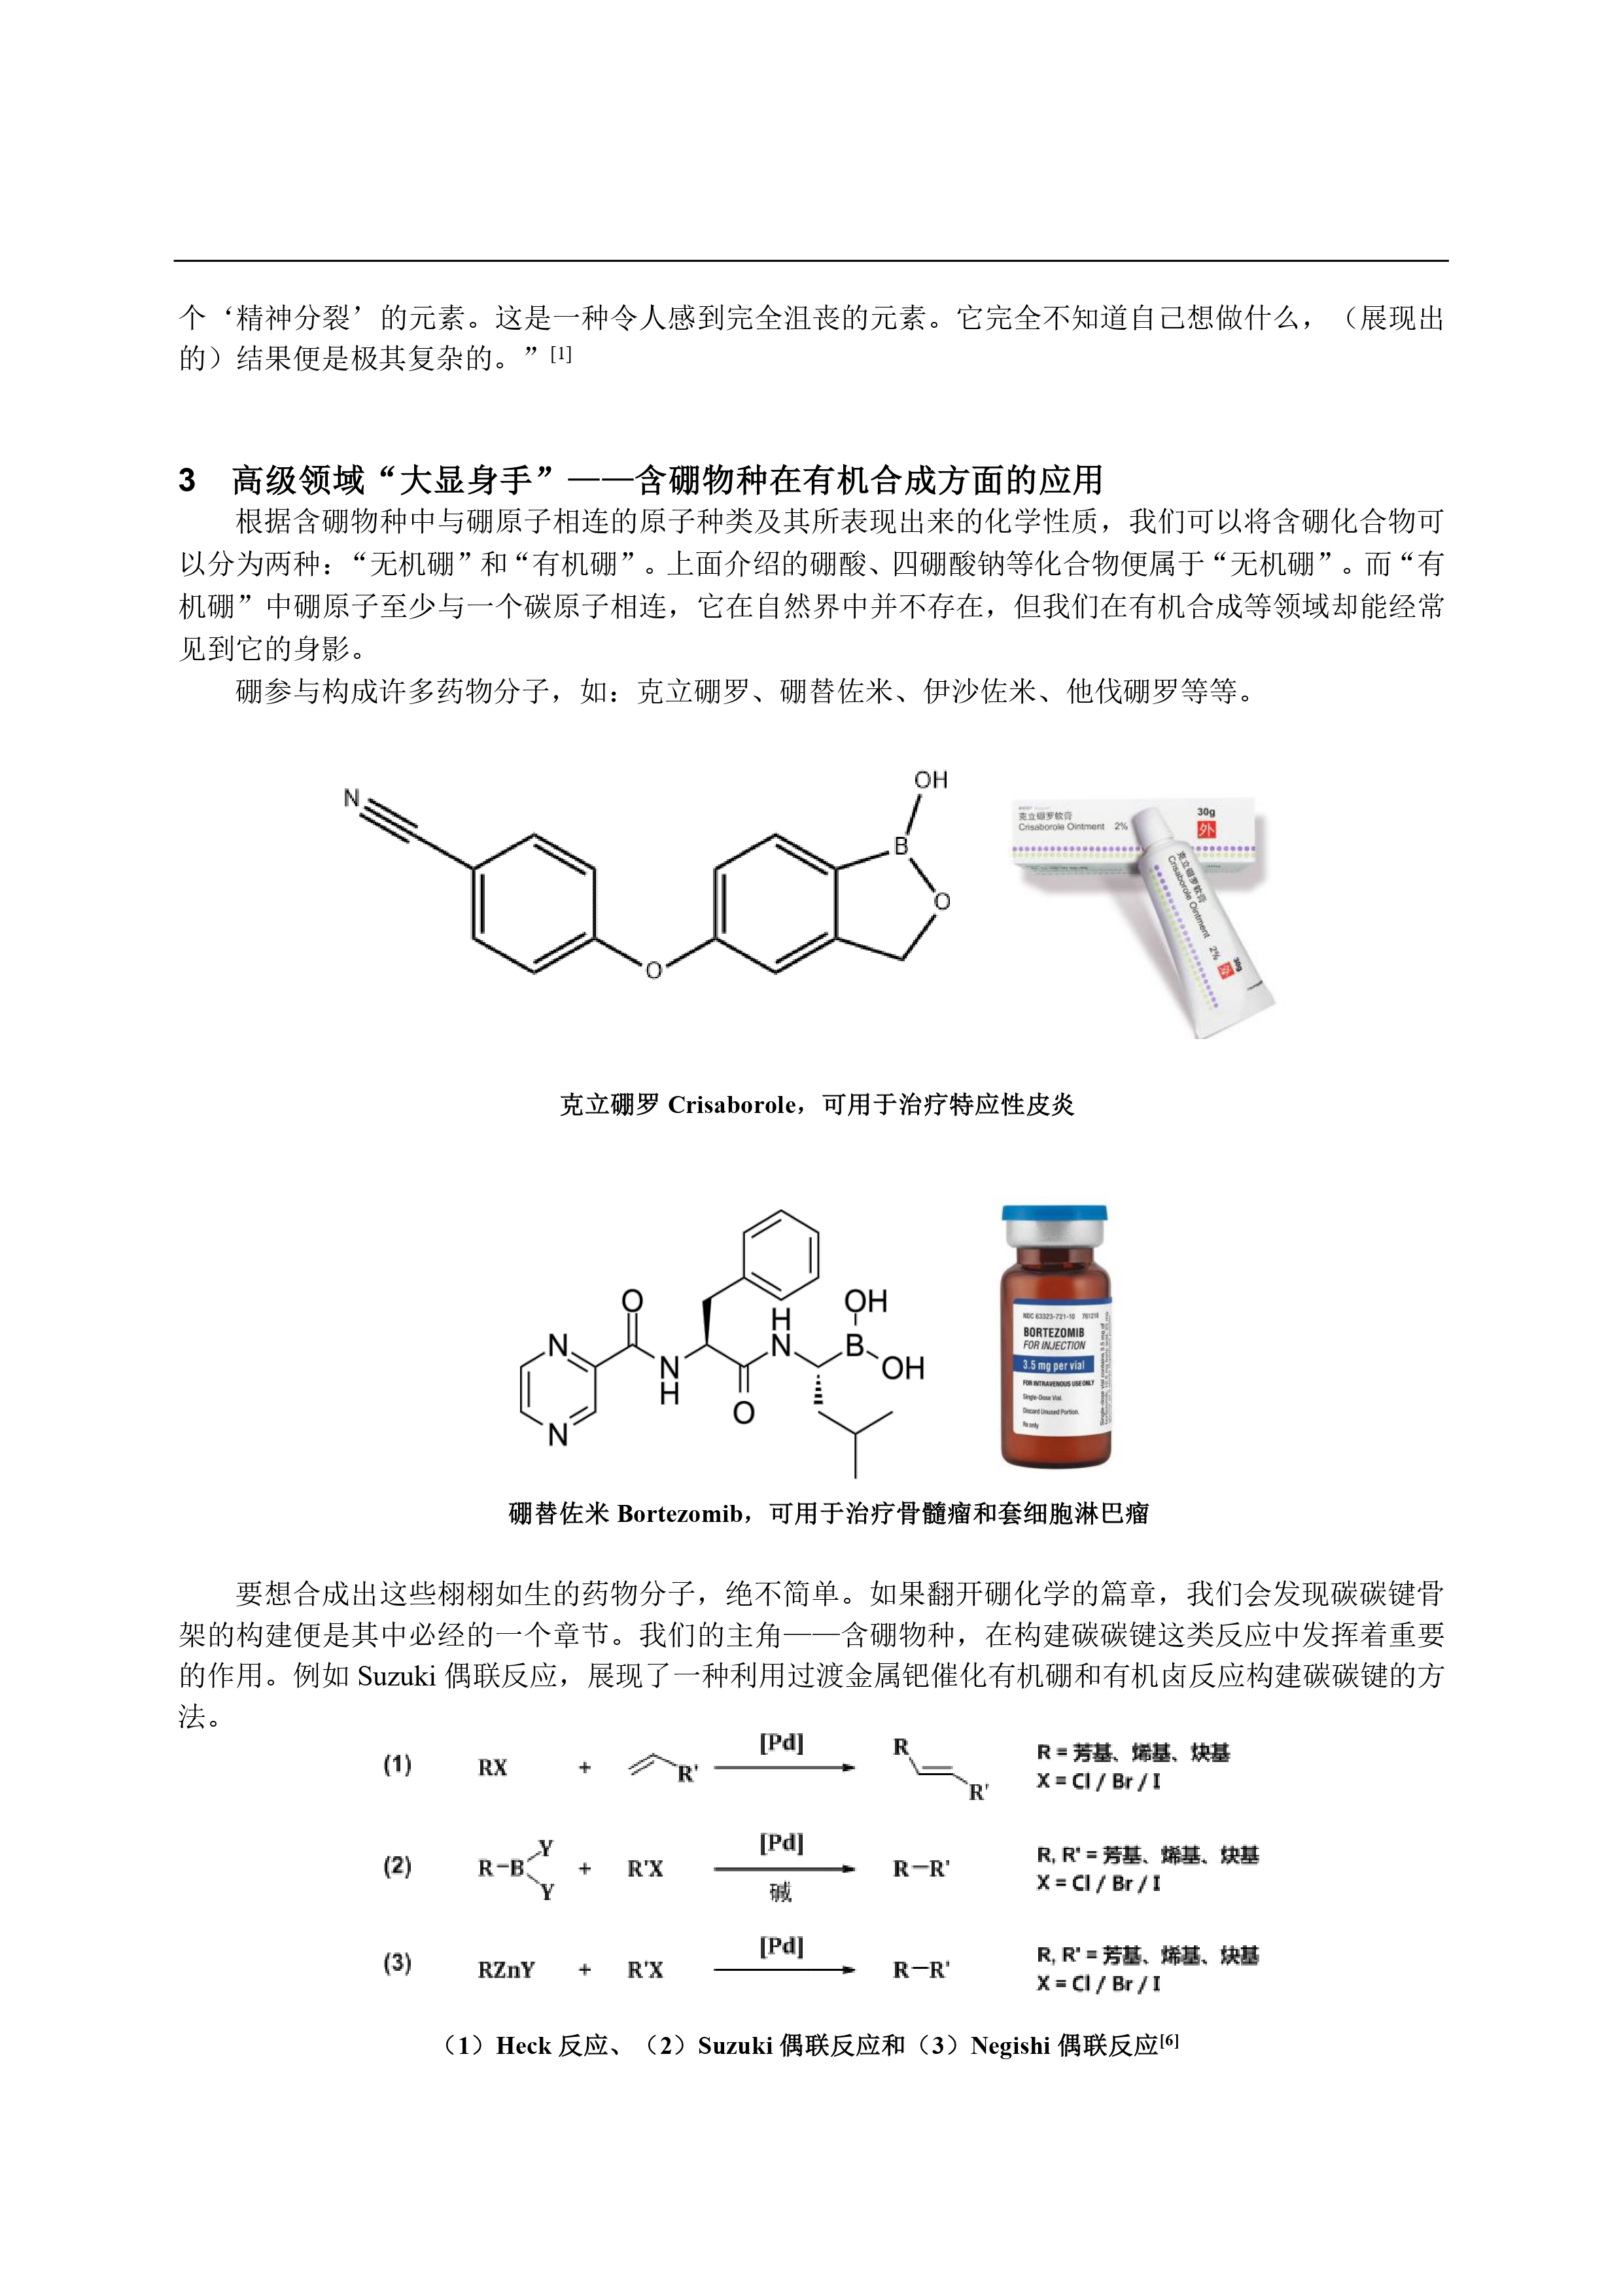 个‘精神分裂’的元素。这是一种令人感到完全沮丧的元素。它完全不知道自己想做什么，（展现出
的）结果便是极其复杂的。”[1]
3 高级领域“大显身手”——含硼物种在有机合成方面的应用
根据含硼物种中与硼原子相连的原子种类及其所表现出来的化学性质，我们可以将含硼化合物可
以分为两种：“无机硼”和“有机硼”。上面介绍的硼酸、四硼酸钠等化合物便属于“无机硼”。而“有
机硼”中硼原子至少与一个碳原子相连，它在自然界中并不存在，但我们在有机合成等领域却能经常
见到它的身影。
硼参与构成许多药物分子，如：克立硼罗、硼替佐米、伊沙佐米、他伐硼罗等等。
N
O
B
OH
O
克立硼罗软膏
Crisaborole Ointment 2%
30g
外
克立硼罗软膏
Crisaborole Ointment 2%
外
30g
克立硼罗 Crisaborole，可用于治疗特应性皮炎
N
N
O
N
H
O
H
N
B
OH
OH
NDC 63323-721-10 761210
BORTEZOMIB
FOR INJECTION
3.5 mg per vial
FOR INTRAVENOUS USE ONLY
Single-Dose Vial.
Discard Unused Portion.
Rx only
硼替佐米 Bortezomib，可用于治疗骨髓瘤和套细胞淋巴瘤
要想合成出这些栩栩如生的药物分子，绝不简单。如果翻开硼化学的篇章，我们会发现碳碳键骨
架的构建便是其中必经的一个章节。我们的主角——含硼物种，在构建碳碳键这类反应中发挥着重要
的作用。例如 Suzuki 偶联反应，展现了一种利用过渡金属钯催化有机硼和有机卤反应构建碳碳键的方
法。
(1) RX + R' [Pd] R R' R = 芳基、烯基、炔基
X = Cl / Br / I
(2) R-B Y Y + R'X [Pd] 碱 R-R' R, R' = 芳基、烯基、炔基
X = Cl / Br / I
(3) RZnY + R'X [Pd] R-R' R, R' = 芳基、烯基、炔基
X = Cl / Br / I
（1）Heck 反应、（2）Suzuki 偶联反应和（3）Negishi 偶联反应[6]